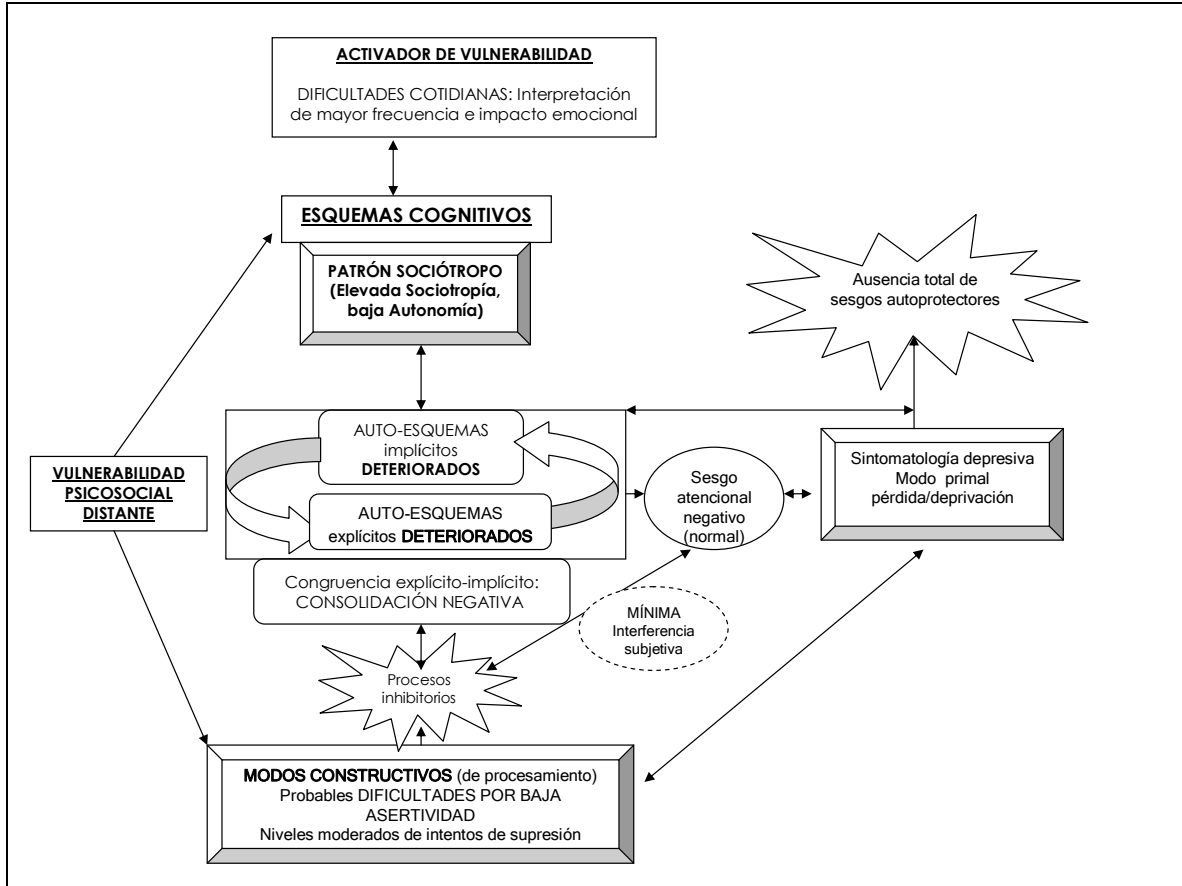 ACTIVADOR DE VULNERABILIDAD
DIFICULTADES COTIDIANAS: Interpretación
de mayor frecuencia e impacto emocional
ESQUEMAS COGNITIVOS
PATRÓN SOCIÓTROPO
(Elevada Sociotropía,
baja Autonomía)
Ausencia total de
sesgos autoprotectores
AUTO-ESQUEMAS
implícitos
DETERIORADOS
VULNERABILIDAD
PSICOSOCIAL
DISTANTE
Sesgo
atencional
negativo
(normal)
Sintomatología depresiva
Modo primal
pérdida/deprivación
AUTO-ESQUEMAS
explícitos DETERIORADOS
Congruencia explícito-implícito:
CONSOLIDACIÓN NEGATIVA
MÍNIMA
Interferencia
subjetiva
Procesos
inhibitorios
MODOS CONSTRUCTIVOS (de procesamiento)
Probables DIFICULTADES POR BAJA
ASERTIVIDAD
Niveles moderados de intentos de supresión